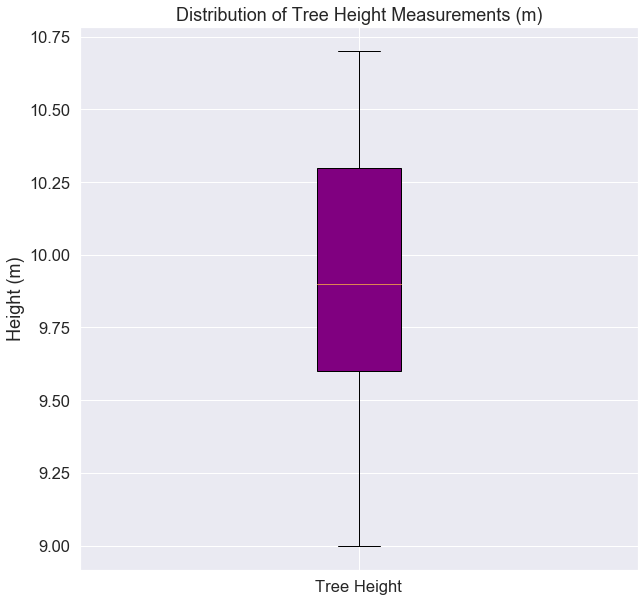 Distribution of Tree Height Measurements (m)
10.75
10.50
10.25
10.00
9.75
9.50
9.25
9.00
Height (m)
Tree Height